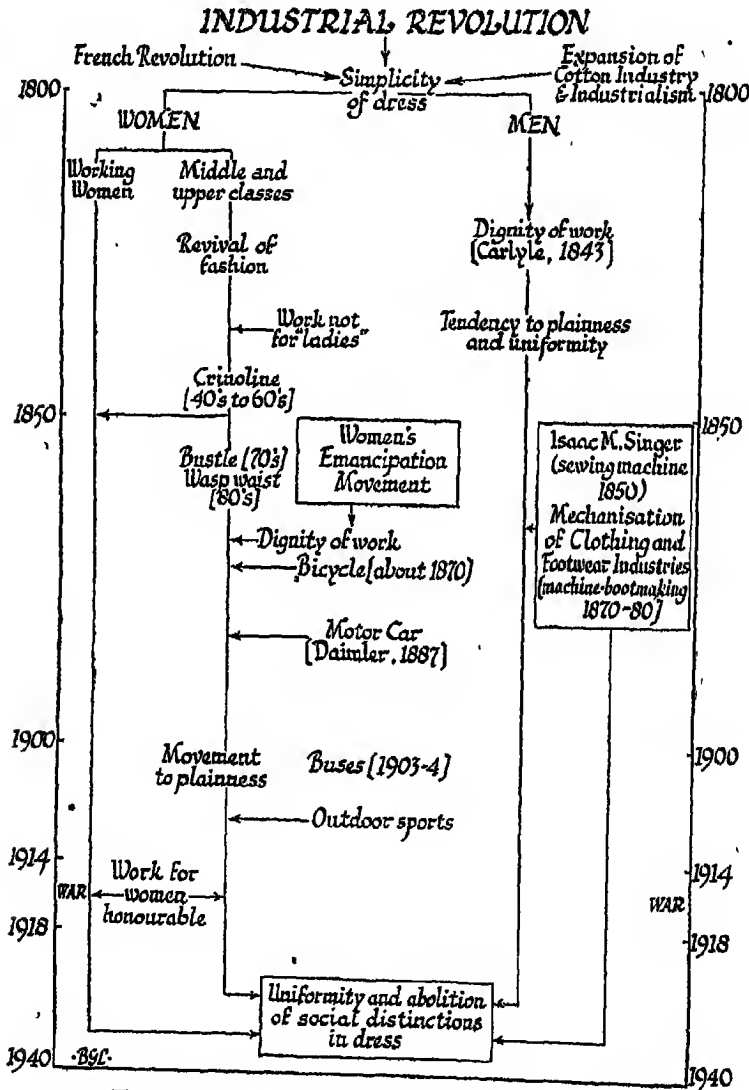 INDUSTRIAL REVOLUTION
French Revolution
Simplicity
of dress
Expansion of
Cotton Industry
& Industrialism
1800
1800
WOMEN
MEN
Working
Women
Middle and
upper classes
Revival of
fashion
Dignity of work
[Carlyle, 1843]
Work not
for "ladies"
Tendency to plainness
and uniformity
Crinoline
[40's to 60's]
1850
1850
Bustle [70's]
Wasp waist
['80's]
Women's
Emancipation
Movement
Isaac M. Singer
(sewing machine
1850)
Mechanisation
of Clothing and
Footwear Industries
(machine-bootmaking
1870-80]
Dignity of work
Bicycle [about 1870)
Motor Car
[Daimler, 1887]
1900
1900
Movement
to plainness
Buses [1903-4]
Outdoor sports
1914
1914
WAR
Work for
women
honourable
WAR
1918
1918
Uniformity and abolition
of social distinctions
in dress
1940
·BGL·
1940